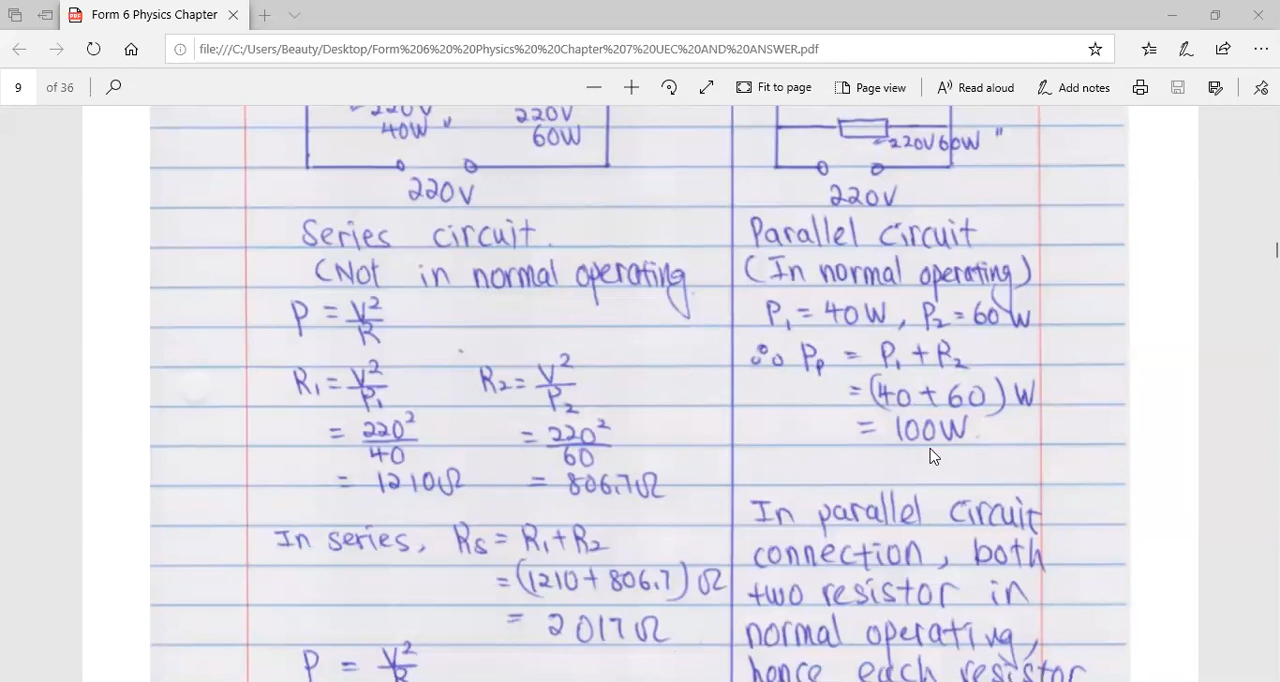 Form 6 Physics Chapter
file:///C:/Users/Beauty/Desktop/Form%206%20%20Physics%20%20Chapter%207%20UEC%20AND%20ANSWER.pdf
9 of 36
Fit to page
Page view
Read aloud
Add notes
220V
40W "
220V
60W
220V
Series circuit.
(Not in normal operating
P = V²/R
R₁ = V²/P₁
= 220²/40
= 1210Ω
R₂ = V²/P₂
= 220²/60
= 806.7Ω
In series, Rs = R₁ + R₂
= (1210 + 806.7) Ω
= 2017Ω
P = V²/R
220V 60W "
220V
Parallel circuit
(In normal operating)
P₁ = 40W, P₂ = 60W
∴ Pp = P₁ + R₂
= (40 + 60) W
= 100W
In parallel circuit
connection, both
two resistor in
normal operating,
hence each resistor